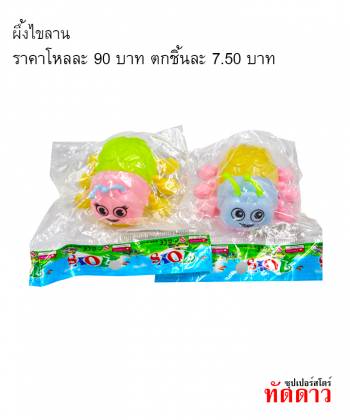 ผึ้งไขลาน
ราคาโหลละ 90 บาท ตกชิ้นละ 7.50 บาท
ซุปเปอร์สโตร์
ทัดดาว